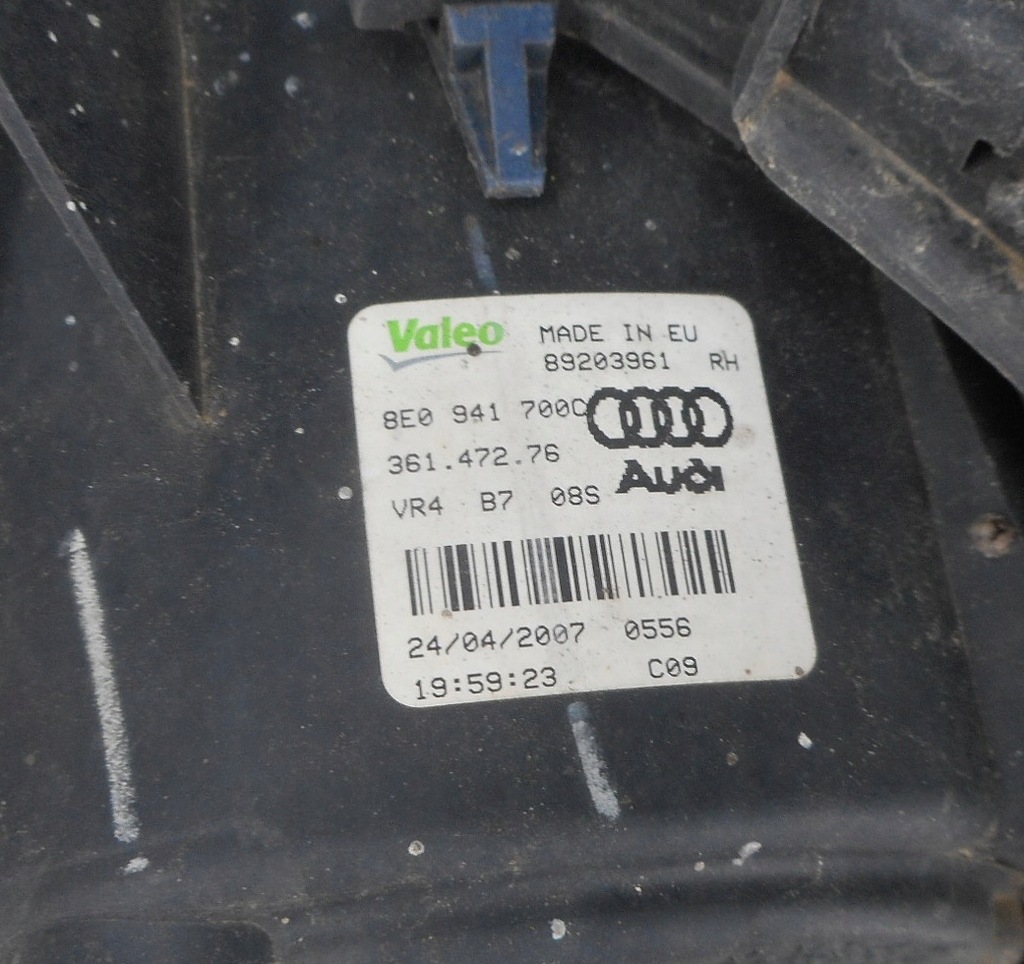 Valeo MADE IN EU
89203961 RH
8E0 941 700C
361.472.76
Audi
VR4 B7 08S
24/04/2007 0556
19:59:23 C09